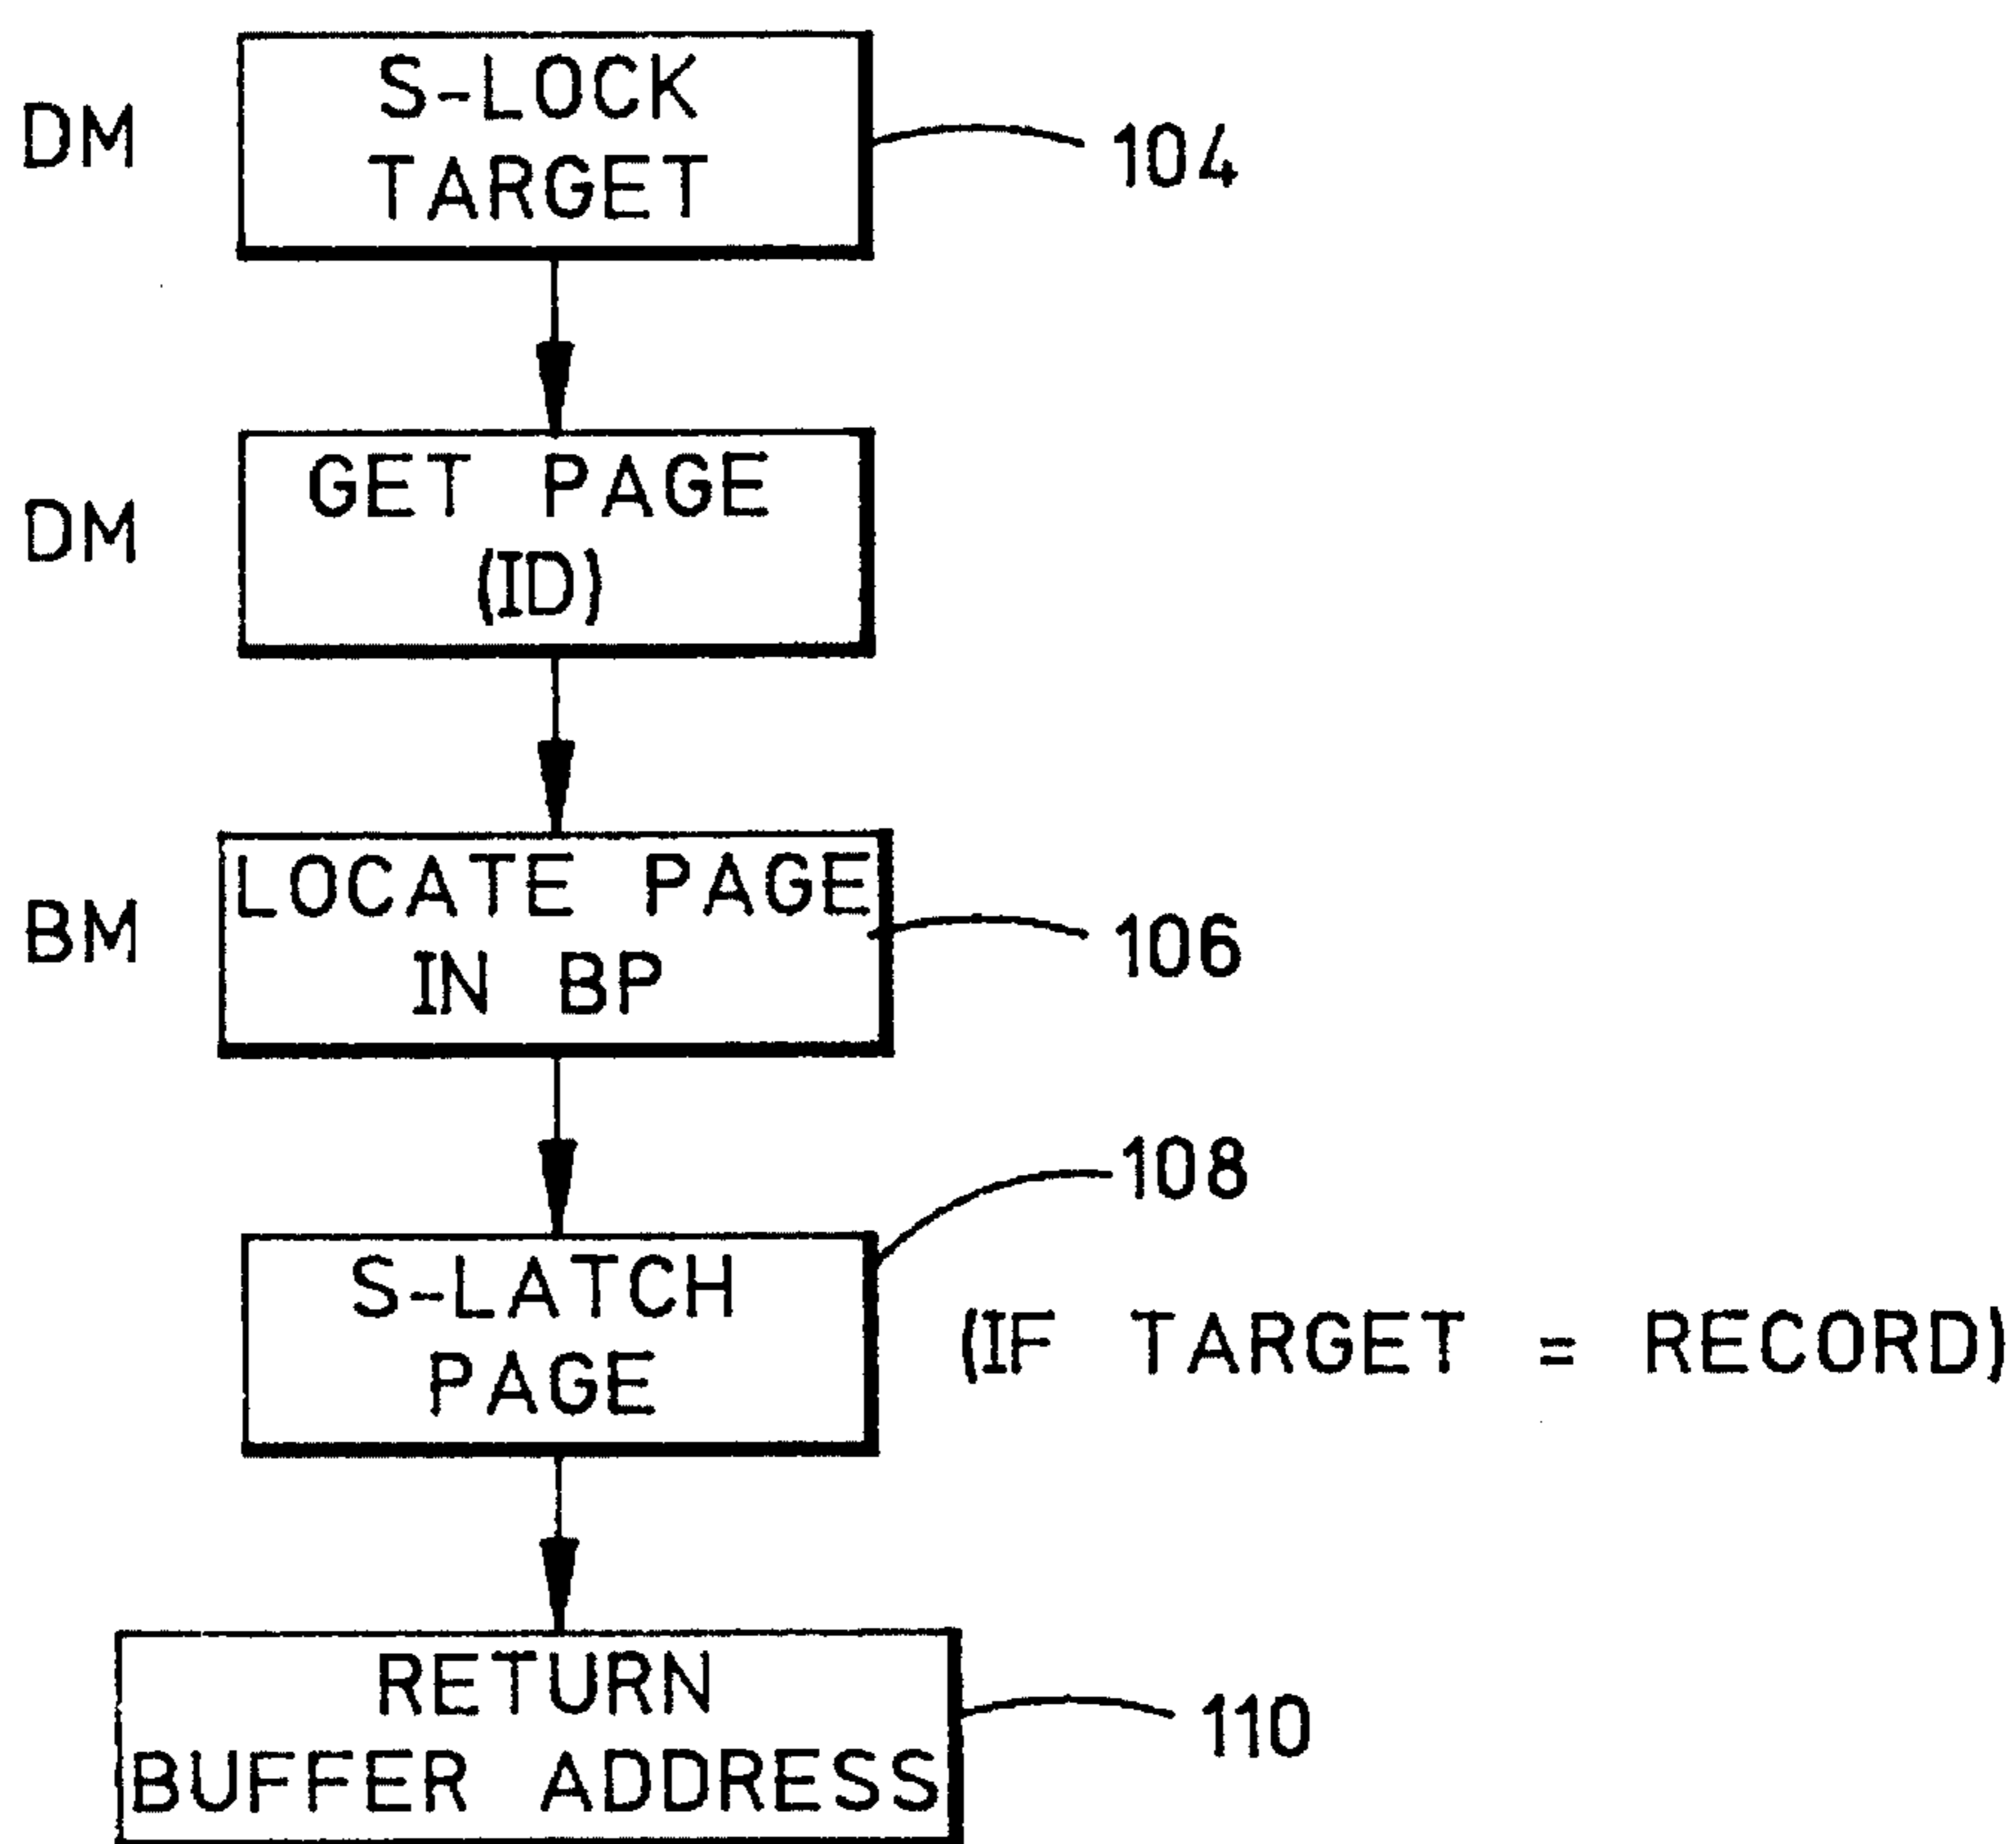 S-LOCK
DM
TARGET
104
GET PAGE
DM
(ID)
LOCATE PAGE
BM
106
IN BP
108
S-LATCH
PAGE
(IF TARGET = RECORD)
RETURN
110
BUFFER ADDRESS